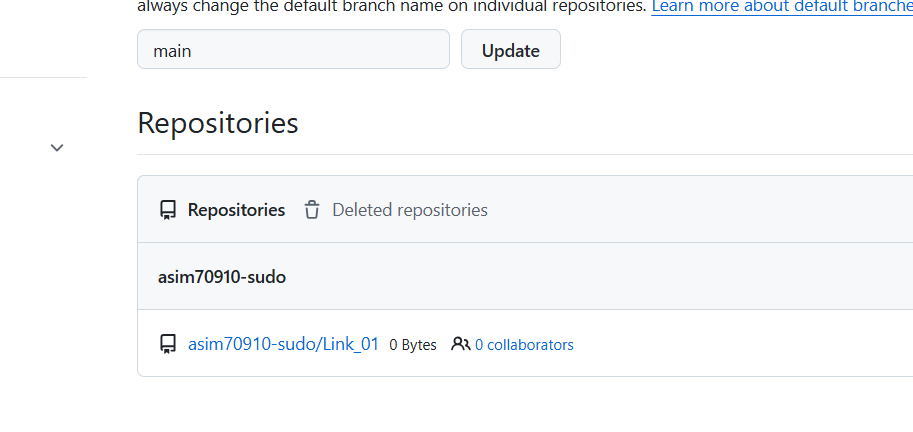 always change the default branch name on individual repositories. Learn more about default branche
main
Update
Repositories
Repositories Deleted repositories
asim70910-sudo
asim70910-sudo/Link_01 0 Bytes 0 collaborators